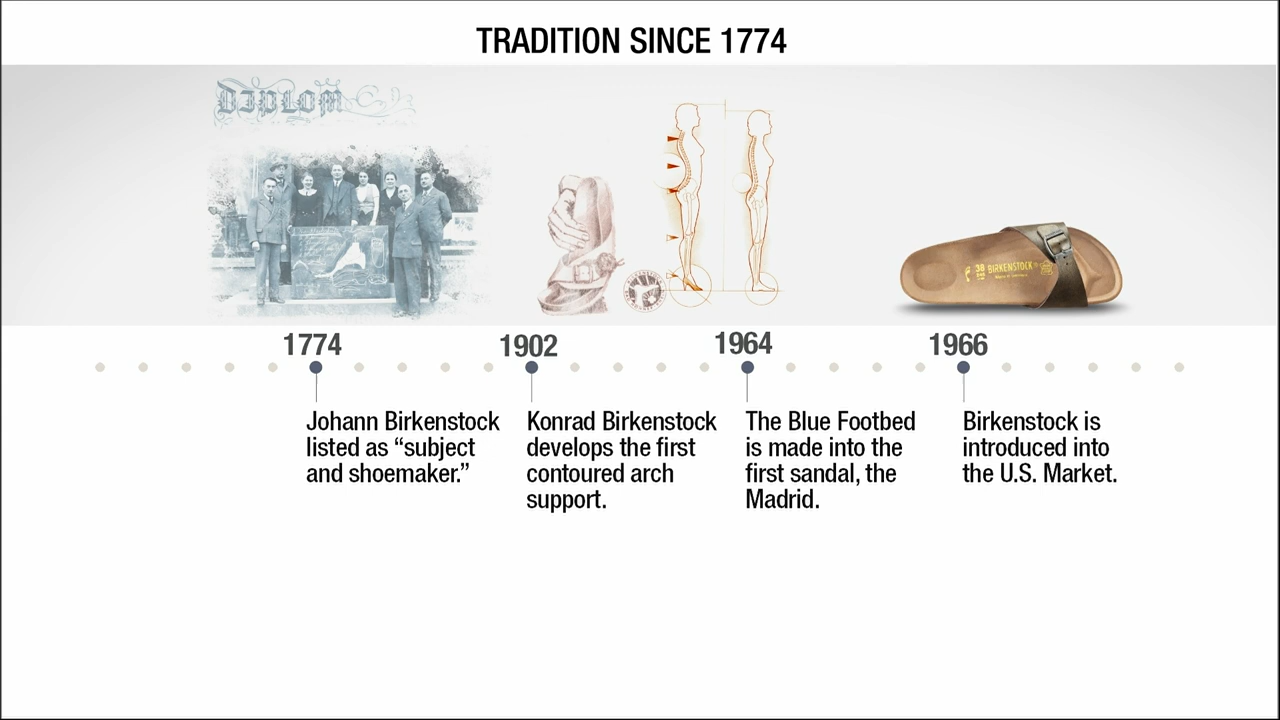 TRADITION SINCE 1774
Diplom
38
BIRKENSTOCK
1774
1902
1964
1966
Johann Birkenstock
listed as “subject
and shoemaker.”
Konrad Birkenstock
develops the first
contoured arch
support.
The Blue Footbed
is made into the
first sandal, the
Madrid.
Birkenstock is
introduced into
the U.S. Market.